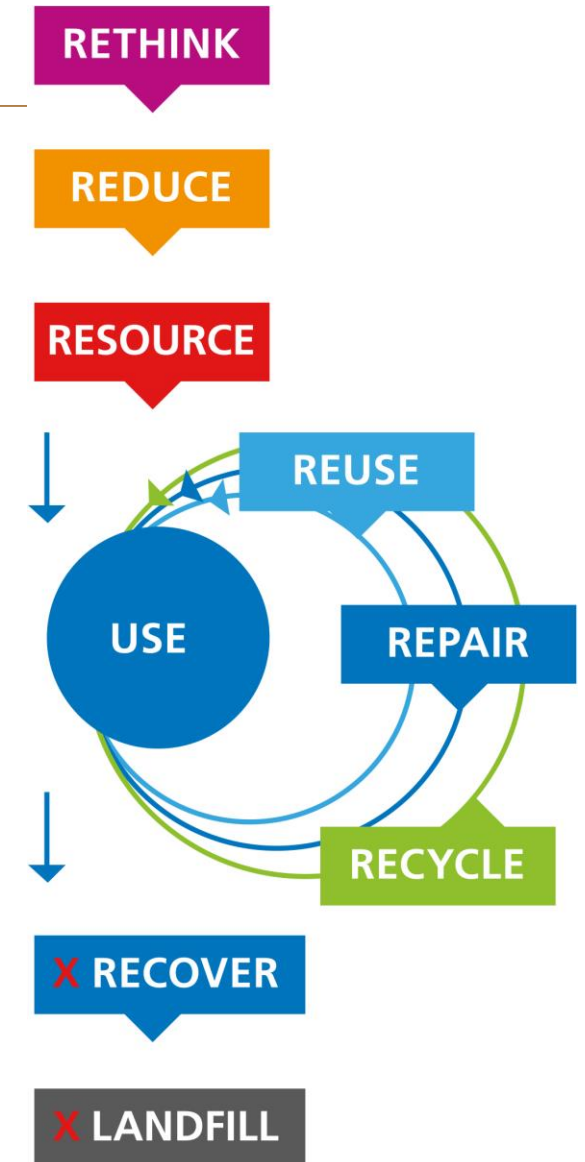 RETHINK
REDUCE
RESOURCE
REUSE
USE
REPAIR
RECYCLE
X RECOVER
X LANDFILL